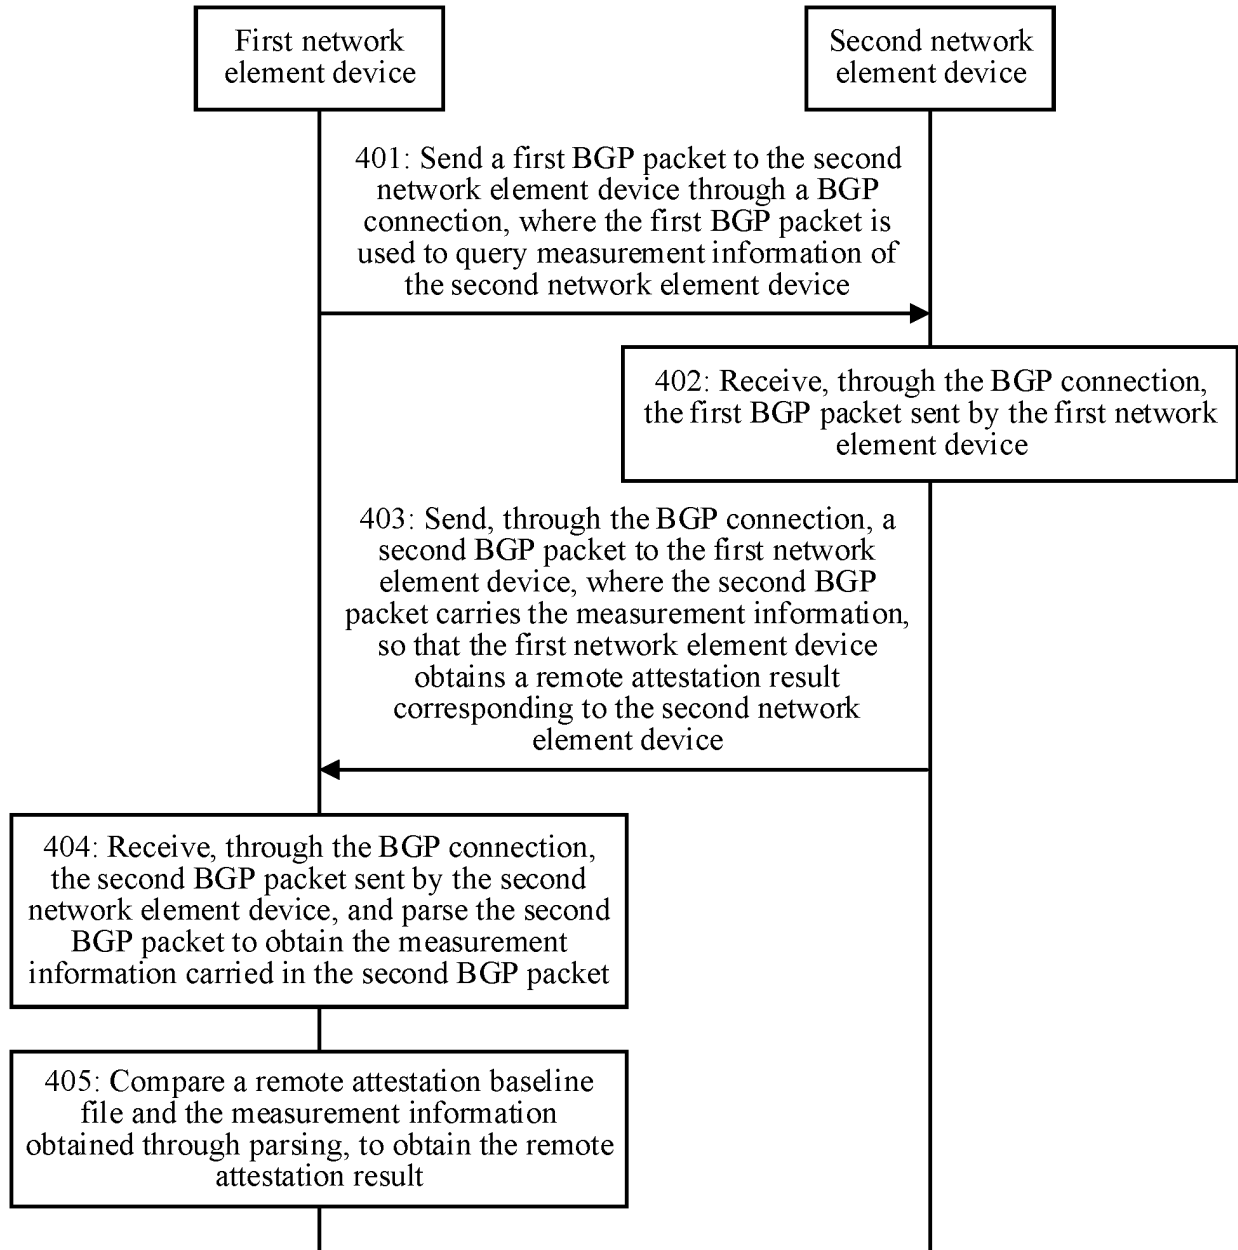 First network
element device
Second network
element device
401: Send a first BGP packet to the second
network element device through a BGP
connection, where the first BGP packet is
used to query measurement information of
the second network element device
402: Receive, through the BGP connection,
the first BGP packet sent by the first network
element device
403: Send, through the BGP connection, a
second BGP packet to the first network
element device, where the second BGP
packet carries the measurement information,
so that the first network element device
obtains a remote attestation result
corresponding to the second network
element device
404: Receive, through the BGP connection,
the second BGP packet sent by the second
network element device, and parse the second
BGP packet to obtain the measurement
information carried in the second BGP packet
405: Compare a remote attestation baseline
file and the measurement information
obtained through parsing, to obtain the remote
attestation result